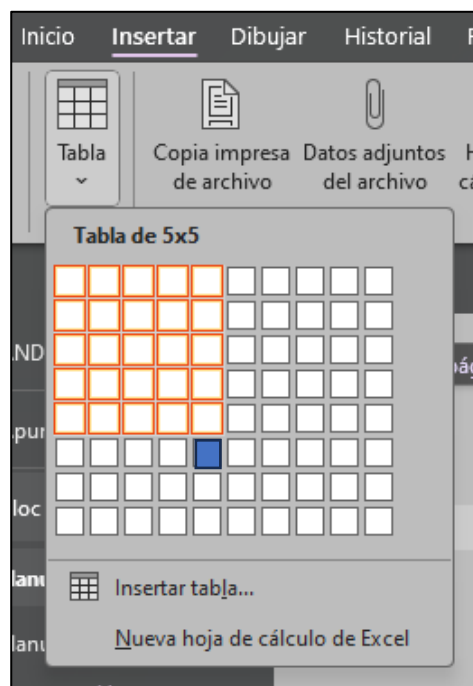 Inicio Insertar Dibujar Historial
Tabla Copia impresa de archivo Datos adjuntos del archivo
Tabla de 5x5
Insertar tabla...
Nueva hoja de cálculo de Excel